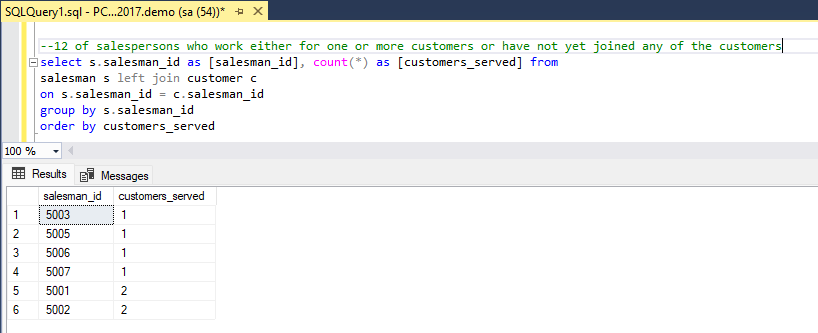 SQLQuery1.sql - PC...2017.demo (sa (54))*
--12 of salespersons who work either for one or more customers or have not yet joined any of the customers
select s.salesman_id as [salesman_id], count(*) as [customers_served] from
salesman s left join customer c
on s.salesman_id = c.salesman_id
group by s.salesman_id
order by customers_served
100 %
Results Messages
salesman_id customers_served
1 5003 1
2 5005 1
3 5006 1
4 5007 1
5 5001 2
6 5002 2